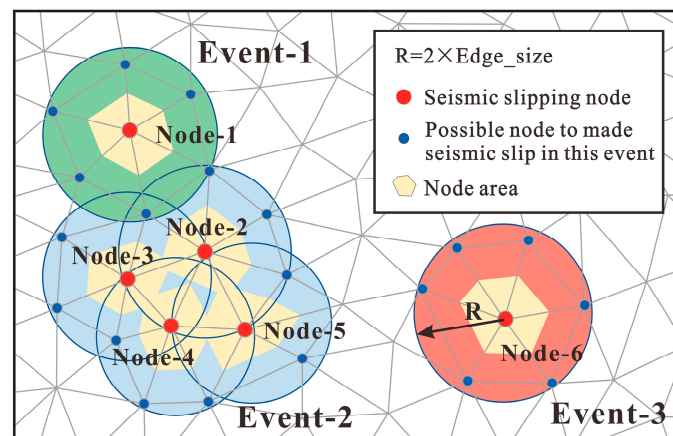 Event-1
R=2×Edge_size
Seismic slipping node
Possible node to made
seismic slip in this event
Node area
Node-1
Node-2
Node-3
Node-4
Node-5
Event-2
R
Node-6
Event-3